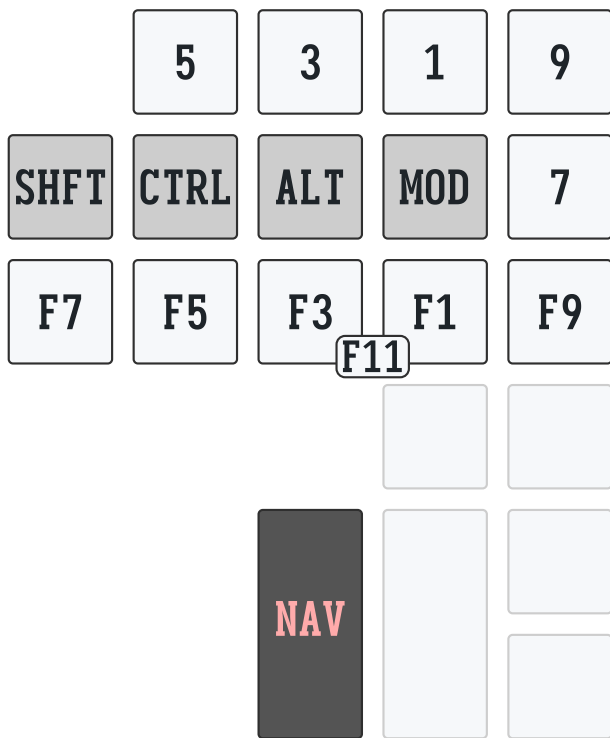 5 3 1 9
SHFT CTRL ALT MOD 7
F7 F5 F3 F1 F9
F11
NAV